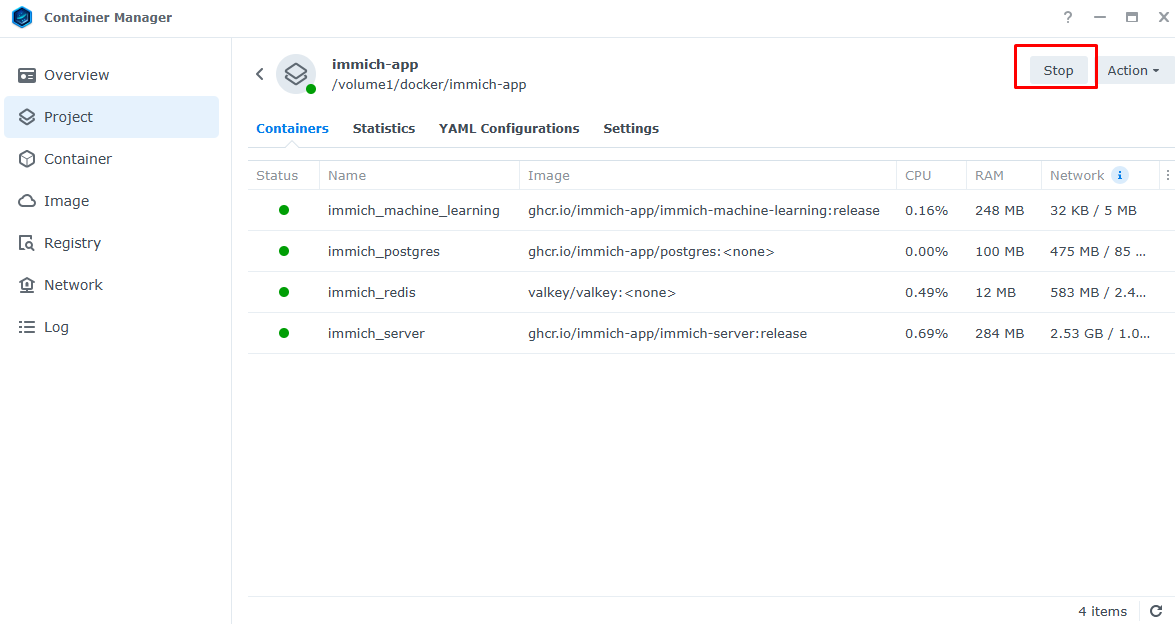 Container Manager
?
Overview
Project
Container
Image
Registry
Network
Log
immich-app
/volume1/docker/immich-app
Stop
Action
Containers Statistics YAML Configurations Settings
Status Name Image CPU RAM Network i
immich_machine_learning ghcr.io/immich-app/immich-machine-learning:release 0.16% 248 MB 32 KB / 5 MB
immich_postgres ghcr.io/immich-app/postgres:<none> 0.00% 100 MB 475 MB / 85 ...
immich_redis valkey/valkey:<none> 0.49% 12 MB 583 MB / 2.4...
immich_server ghcr.io/immich-app/immich-server:release 0.69% 284 MB 2.53 GB / 1.0...
4 items